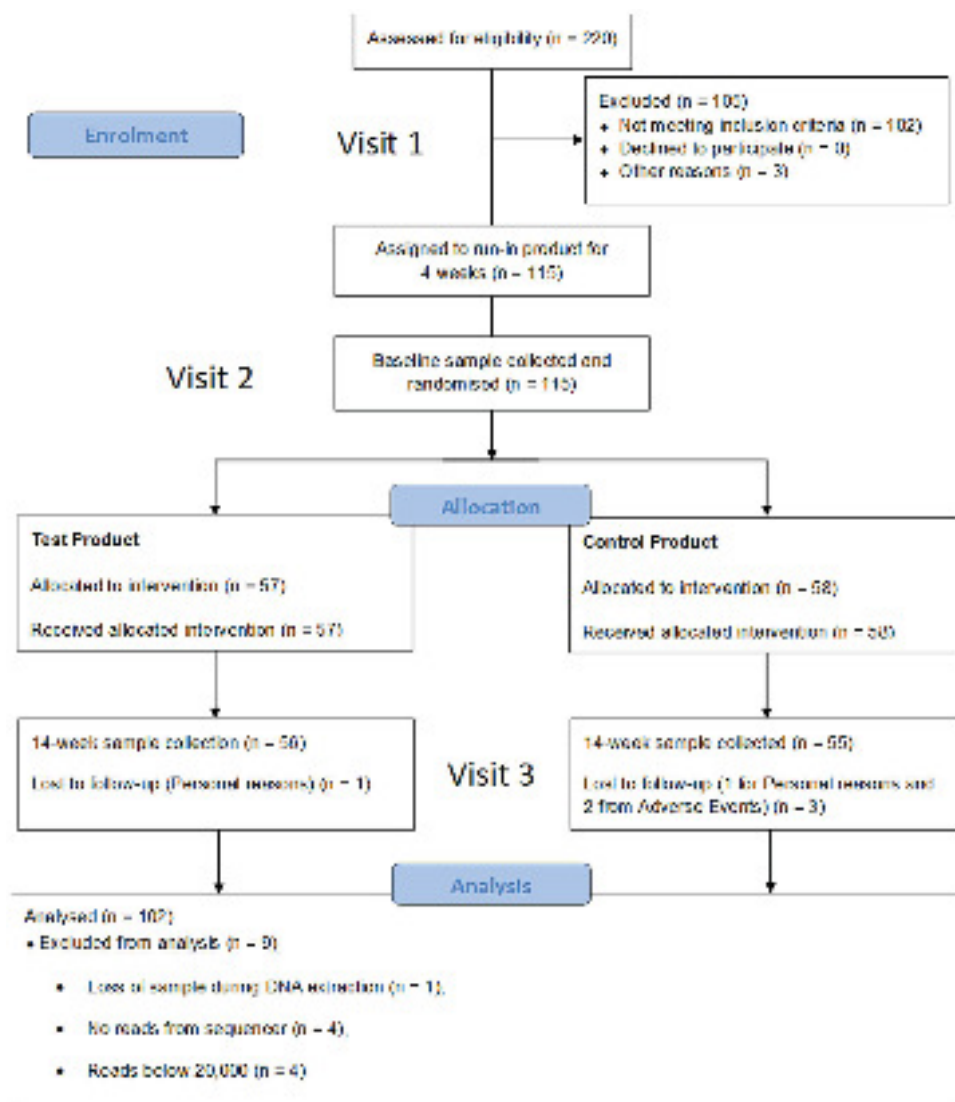 Assessed for eligibility (n = 220)
Enrolment
Visit 1
Excluded (n = 105)
Not meeting inclusion criteria (n = 102)
Declined to participate (n = 0)
Other reasons (n = 3)
Assigned to run-in product for
4 weeks (n = 115)
Visit 2
Baseline sample collected and
randomised (n = 115)
Allocation
Test Product
Allocated to intervention (n = 57)
Received allocated intervention (n = 57)
Control Product
Allocated to intervention (n = 58)
Received allocated intervention (n = 58)
14-week sample collection (n = 56)
Lost to follow-up (Personal reasons) (n = 1)
Visit 3
14-week sample collected (n = 55)
Lost to follow-up (1 for Personal reasons and
2 from Adverse Events) (n = 3)
Analysis
Analysed (n = 102)
• Excluded from analysis (n = 9)
• Loss of sample during DNA extraction (n = 1),
• No reads from sequencer (n = 4),
• Reads below 20,000 (n = 4)